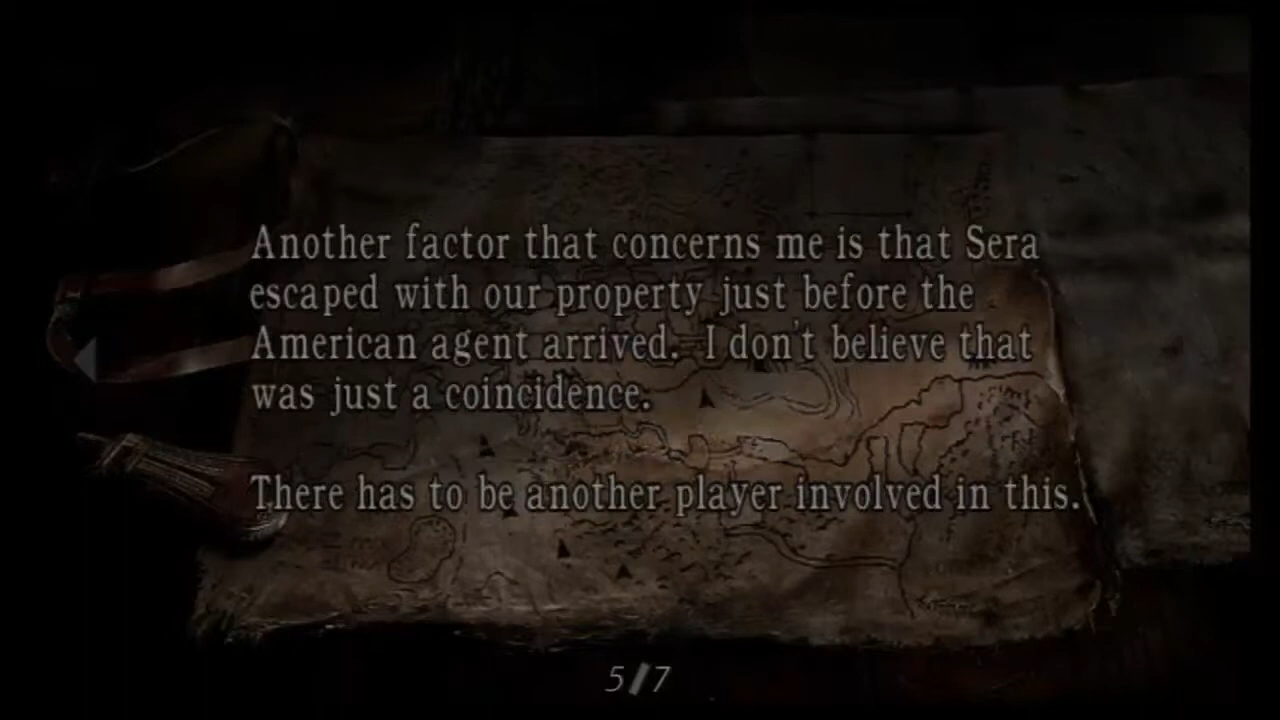 Another factor that concerns me is that Sera
escaped with our property just before the
American agent arrived. I don't believe that
was just a coincidence.
There has to be another player involved in this.
5/7